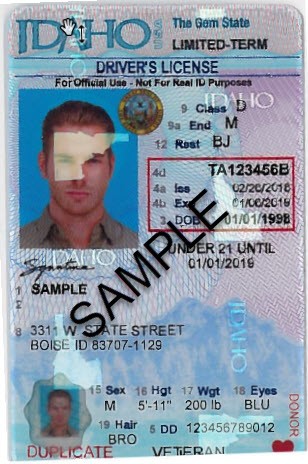 IDAHO USA The Gem State
LIMITED-TERM
DRIVER'S LICENSE
For Official Use - Not For Real ID Purposes
IDAHO
9 Class D
9a End M
12 Rest BJ
4d TA123456B
4a Iss 02/20/2018
4b Exp 01/06/2019
3 DOB 01/01/1998
IDAHO
UNDER 21 UNTIL
01/01/2019
Signature
1 SAMPLE
2
SAMPLE
8 3311 W STATE STREET
BOISE ID 83707-1129
IDAHO
15 Sex 16 Hgt 17 Wgt 18 Eyes
M 5'-11" 200 lb BLU
19 Hair 5 DD 123456789012
BRO
DONOR
DUPLICATE VETERAN